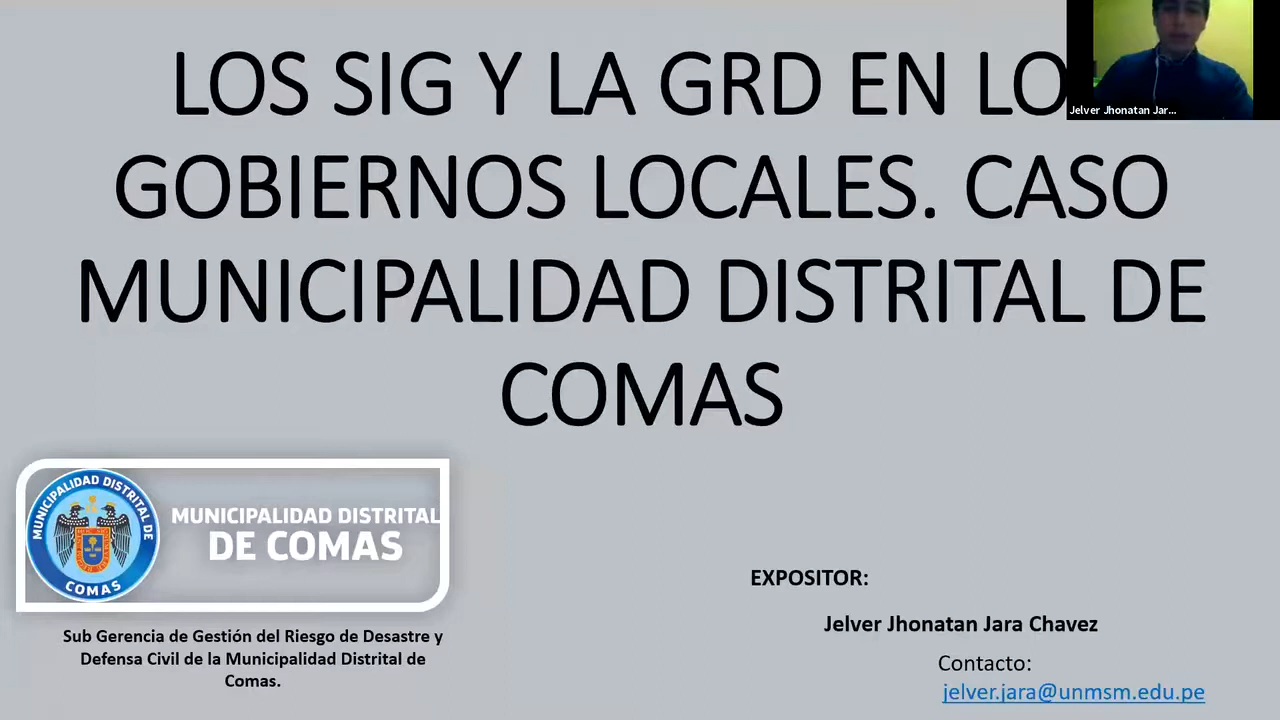 LOS SIG Y LA GRD EN LO
GOBIERNOS LOCALES. CASO
MUNICIPALIDAD DISTRITAL DE
COMAS
Jelver Jhonatan Jar...
MUNICIPALIDAD DISTRITAL DE
COMAS
MUNICIPALIDAD DISTRITAL
DE COMAS
Sub Gerencia de Gestión del Riesgo de Desastre y
Defensa Civil de la Municipalidad Distrital de
Comas.
EXPOSITOR:
Jelver Jhonatan Jara Chavez
Contacto:
jelver.jara@unmsm.edu.pe